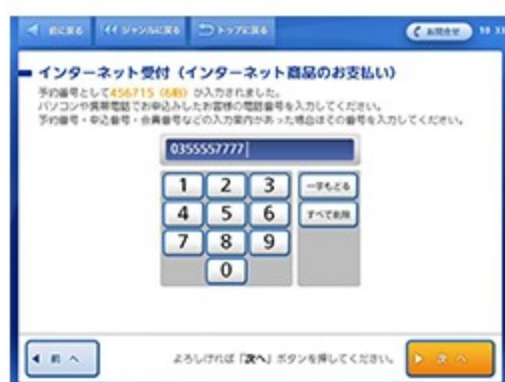 前に戻る ジャンルに戻る トップに戻る お問合せ
インターネット受付（インターネット商品のお支払い）
予約番号として456715（6桁）が入力されました。
パソコンや携帯電話でお申込みしたお客様の電話番号を入力してください。
予約番号・申込番号・会員番号などの入力案内があった場合はその番号を入力してください。
0355557777
1 2 3 一字もどる
4 5 6 すべて削除
7 8 9
0
前へ よろしければ「次へ」ボタンを押してください。 次へ